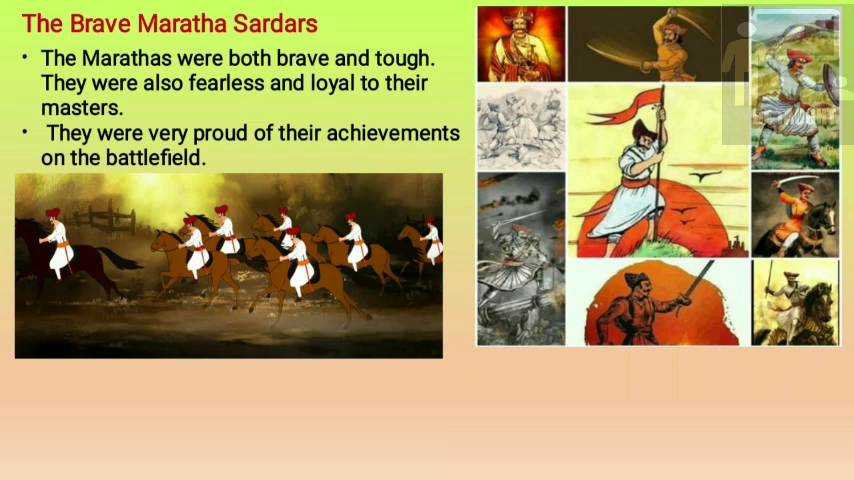 The Brave Maratha Sardars
• The Marathas were both brave and tough.
They were also fearless and loyal to their
masters.
• They were very proud of their achievements
on the battlefield.